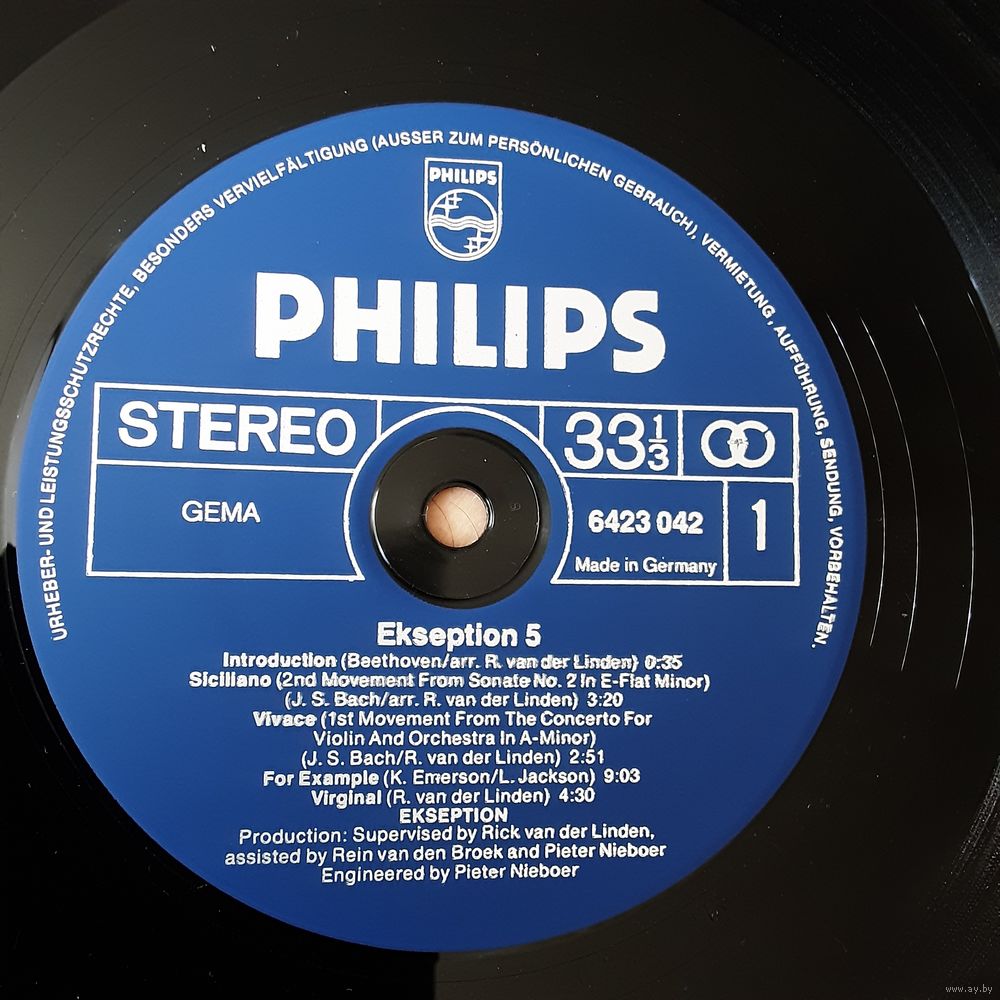 URHEBER- UND LEISTUNGSSCHUTZRECHTE, BESONDERS VERVIELFÄLTIGUNG (AUSSER ZUM PERSÖNLICHEN GEBRAUCH), VERMIETUNG, AUFFÜHRUNG, SENDUNG, VORBEHALTEN.
PHILIPS
PHILIPS
STEREO
33 1/3
GEMA
6423 042
1
Made in Germany
Ekseption 5
Introduction (Beethoven/arr. R. van der Linden) 0:35
Siciliano (2nd Movement From Sonate No. 2 In E-Flat Minor)
(J. S. Bach/arr. R. van der Linden) 3:20
Vivace (1st Movement From The Concerto For
Violin And Orchestra In A-Minor)
(J. S. Bach/R. van der Linden) 2:51
For Example (K. Emerson/L. Jackson) 9:03
Virginal (R. van der Linden) 4:30
EKSEPTION
Production: Supervised by Rick van der Linden,
assisted by Rein van den Broek and Pieter Nieboer
Engineered by Pieter Nieboer
www.ay.by